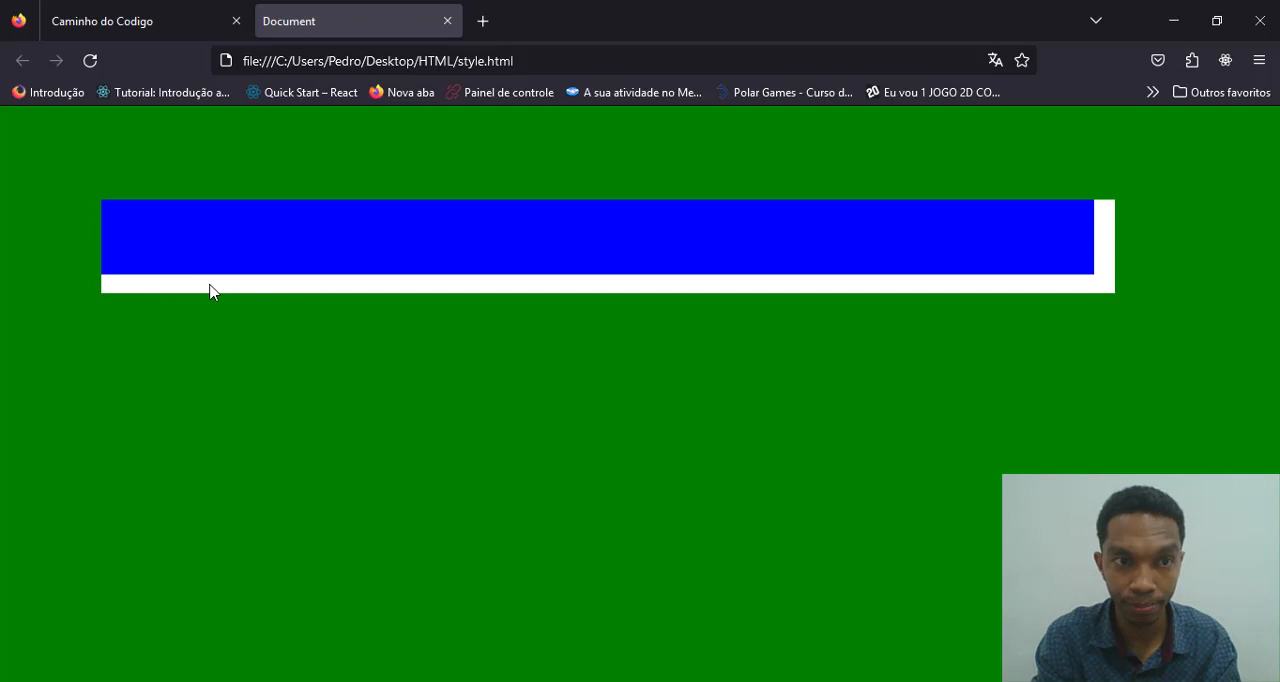 Caminho do Codigo
Document
file:///C:/Users/Pedro/Desktop/HTML/style.html
Introdução
Tutorial: Introdução a...
Quick Start – React
Nova aba
Painel de controle
A sua atividade no Me...
Polar Games - Curso d...
Eu vou 1 JOGO 2D CO...
Outros favoritos